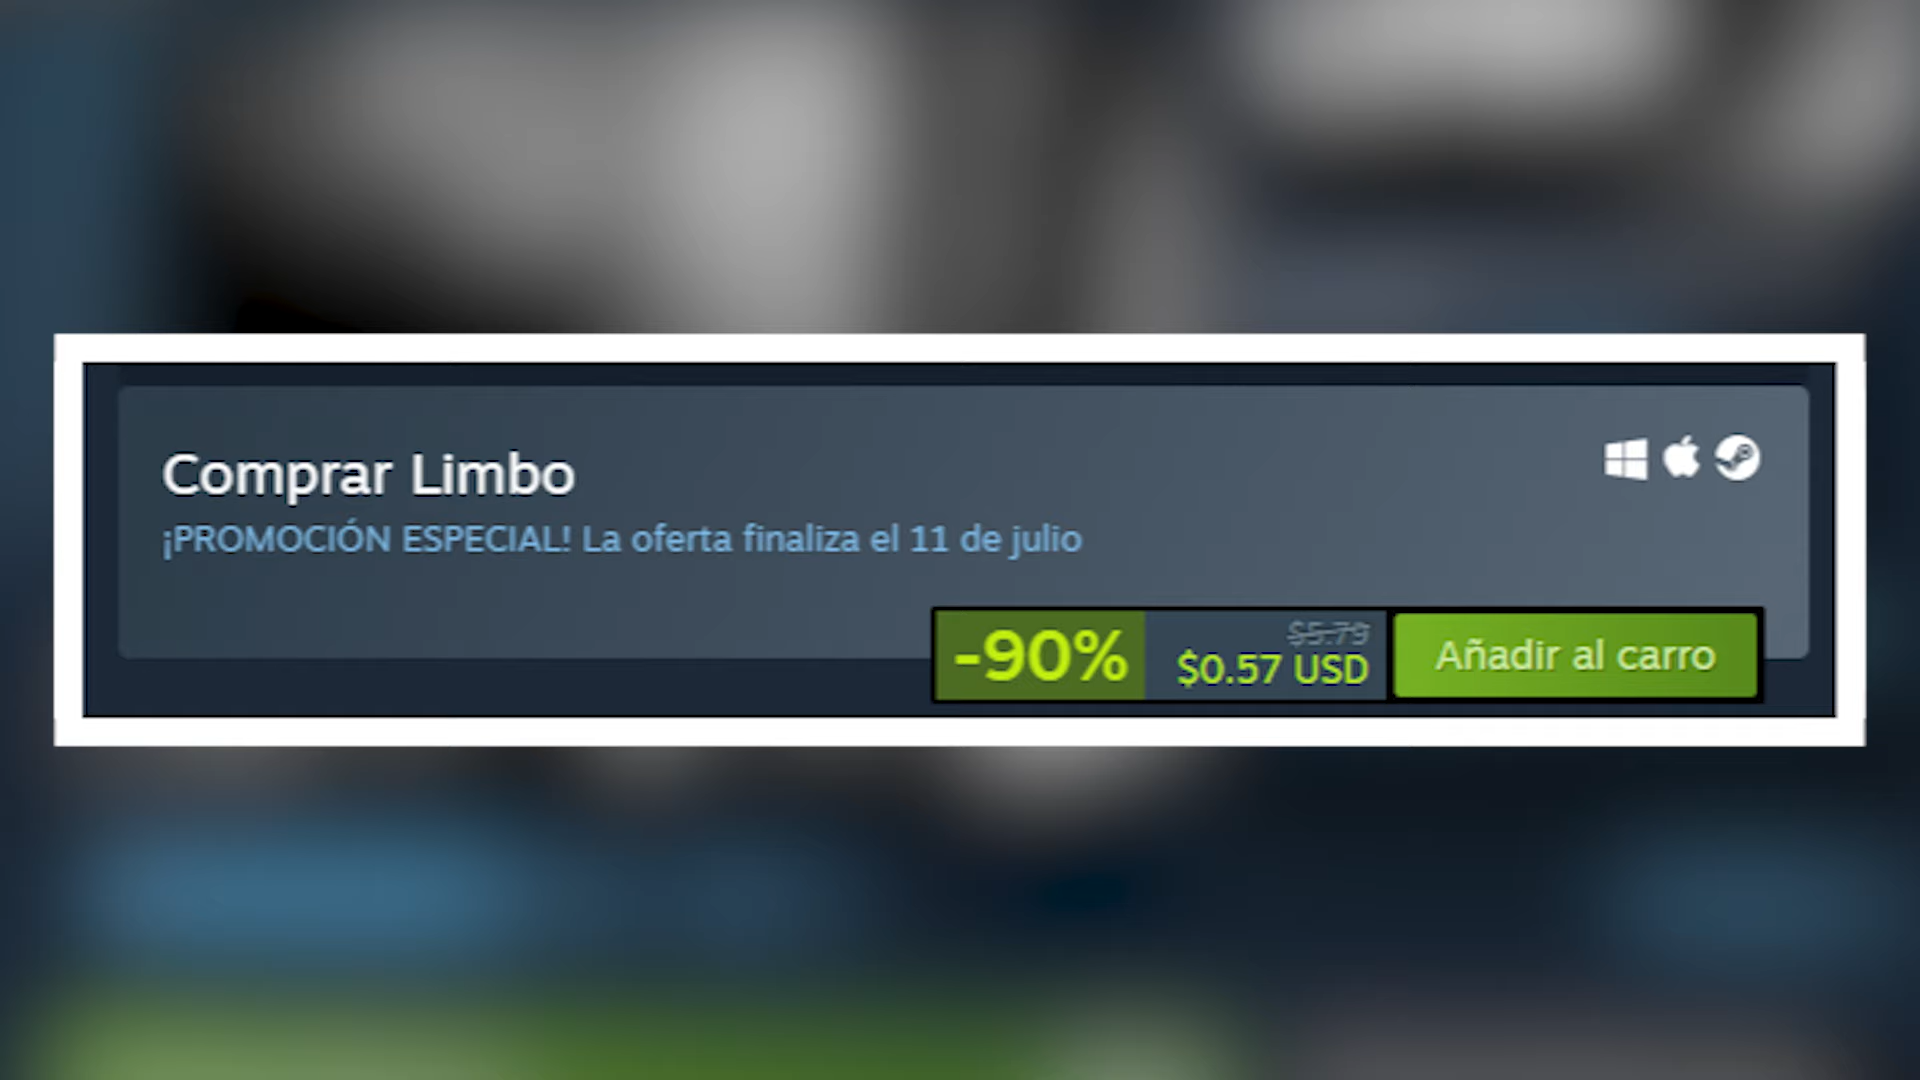 Comprar Limbo
¡PROMOCIÓN ESPECIAL! La oferta finaliza el 11 de julio
-90%
$5.79
$0.57 USD
Añadir al carro